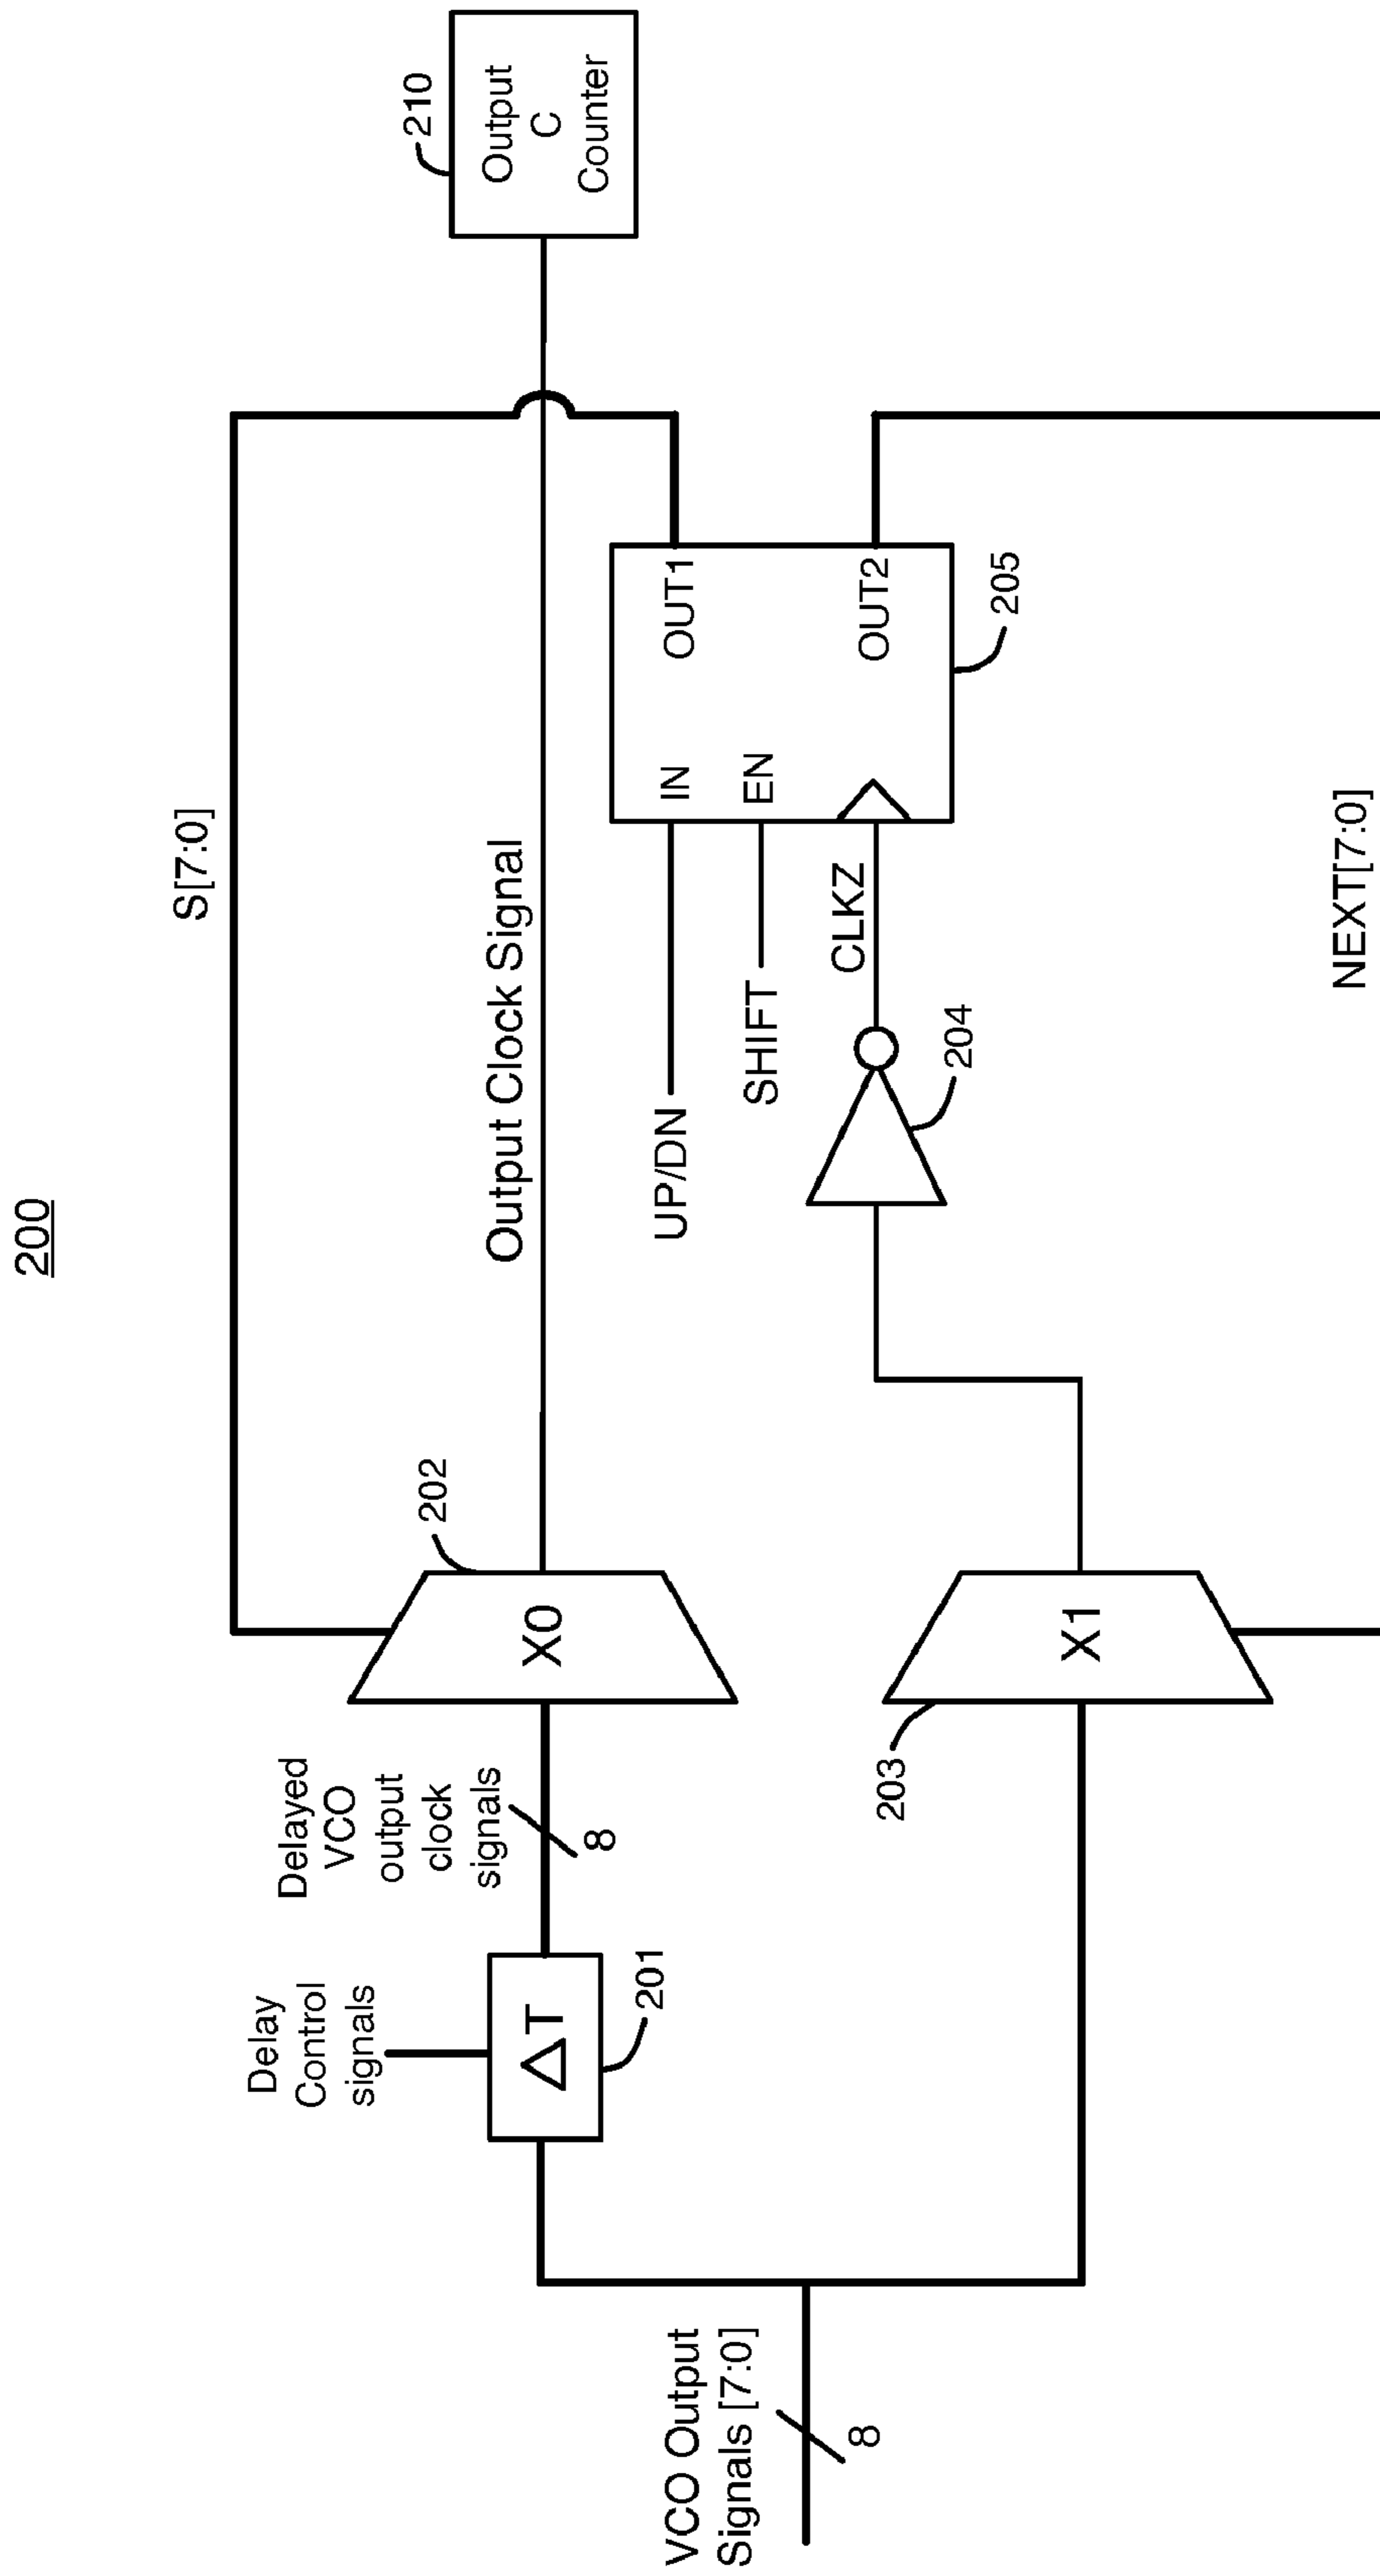 200
S[7:0]
Output Clock Signal
210
Output
C
Counter
202
X0
Delayed
VCO
output
clock
signals
8
Delay
Control
signals
ΔT
201
UP/DN
IN
OUT1
SHIFT
EN
CLKZ
OUT2
205
204
VCO Output
Signals [7:0]
8
203
X1
NEXT[7:0]